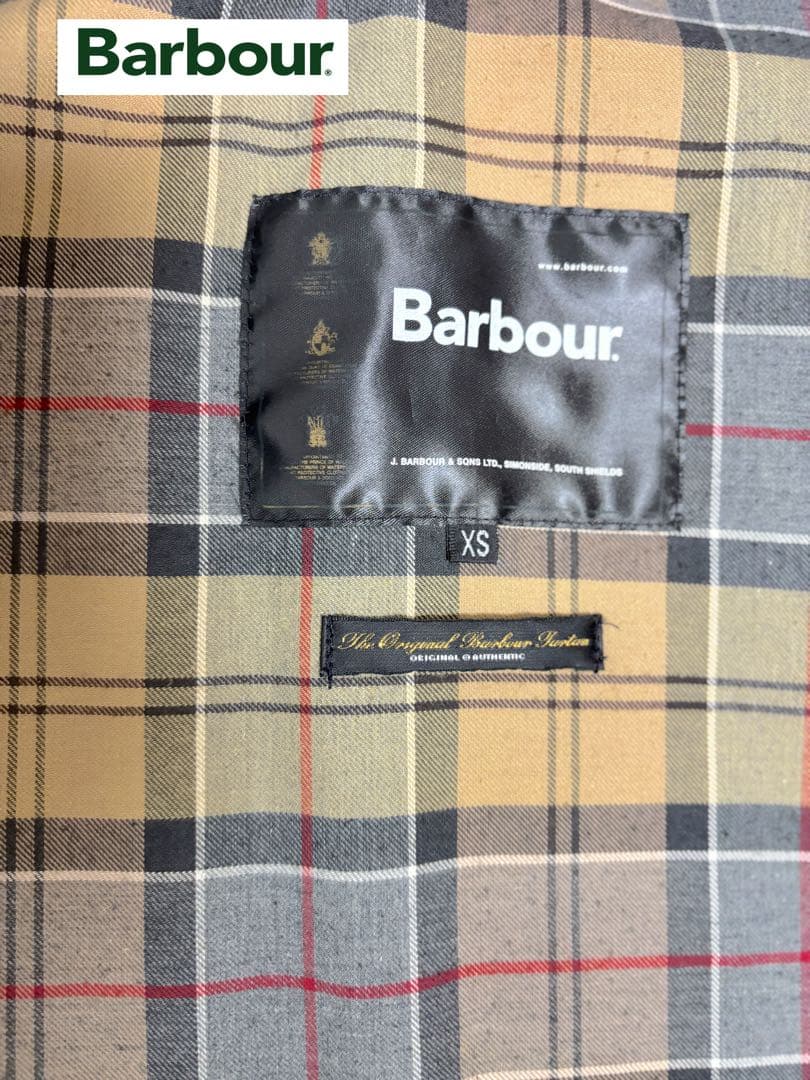 Barbour
www.barbour.com
Barbour
J. BARBOUR & SONS LTD., SIMONSIDE, SOUTH SHIELDS
XS
The Original Barbour Tartan
ORIGINAL AUTHENTIC